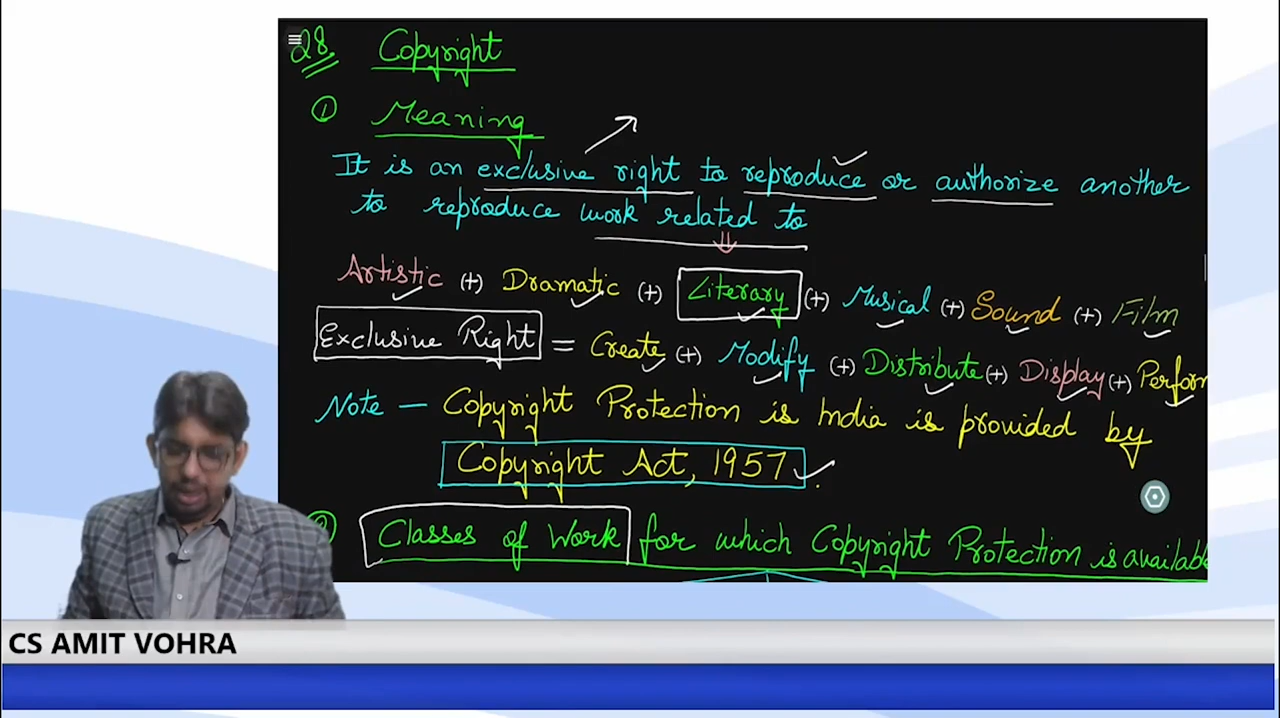 Q8 Copyright
① Meaning
It is an exclusive right to reproduce or authorize another
to reproduce work related to
Artistic (+) Dramatic (+) Literary (+) Musical (+) Sound (+) Film
Exclusive Right = Create (+) Modify (+) Distribute (+) Display (+) Perform
Note — Copyright Protection is India is provided by
Copyright Act, 1957
Classes of Work for which Copyright Protection is available
CS AMIT VOHRA